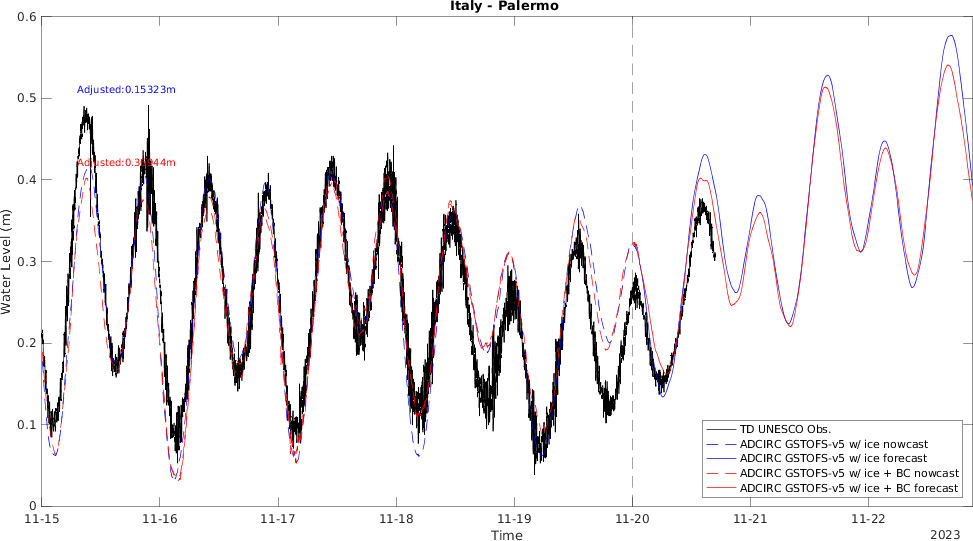 Italy - Palermo
0.6
0.5
0.4
0.3
0.2
0.1
0
Water Level (m)
Adjusted:0.15323m
TD UNESCO Obs.
ADCIRC GSTOFS-v5 w/ ice nowcast
ADCIRC GSTOFS-v5 w/ ice forecast
ADCIRC GSTOFS-v5 w/ ice + BC nowcast
ADCIRC GSTOFS-v5 w/ ice + BC forecast
11-15 11-16 11-17 11-18 11-19 11-20 11-21 11-22
Time
2023